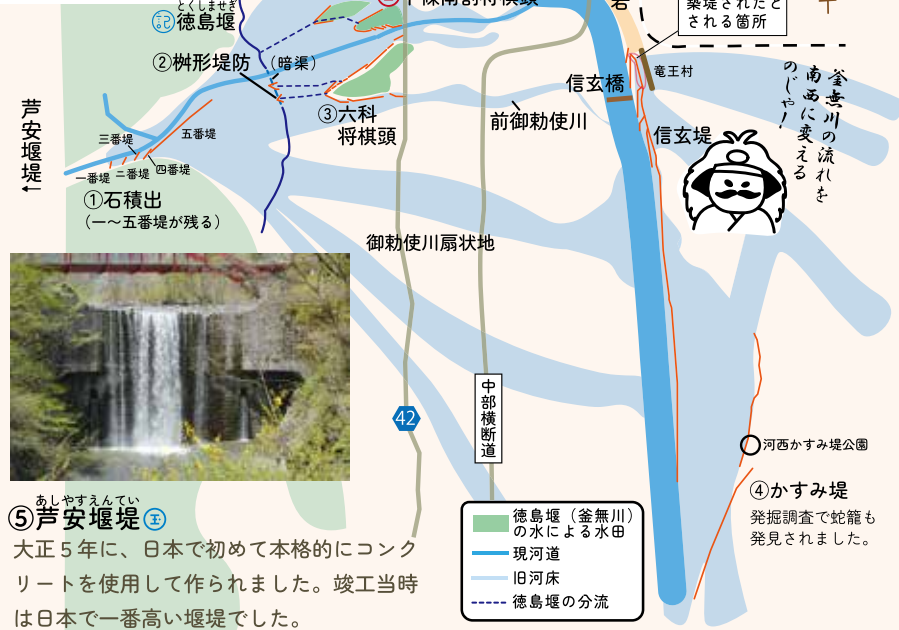 とくしませぎ
記徳島堰
築堤されたと
される箇所
②桝形堤防
(暗渠)
竜王村
信玄橋
③六科
将棋頭
前御勅使川
信玄堤
釜無川の流れを
南西に変える
のじゃ！
芦安堰堤←
三番堤
五番堤
一番堤
二番堤
四番堤
①石積出
(一〜五番堤が残る)
御勅使川扇状地
42
中部横断道
河西かすみ堤公園
④かすみ堤
発掘調査で蛇籠も
発見されました。
あしやすえんてい
⑤芦安堰堤国
大正５年に、日本で初めて本格的にコンク
リートを使用して作られました。竣工当時
は日本で一番高い堰堤でした。
徳島堰（釜無川）
の水による水田
現河道
旧河床
徳島堰の分流